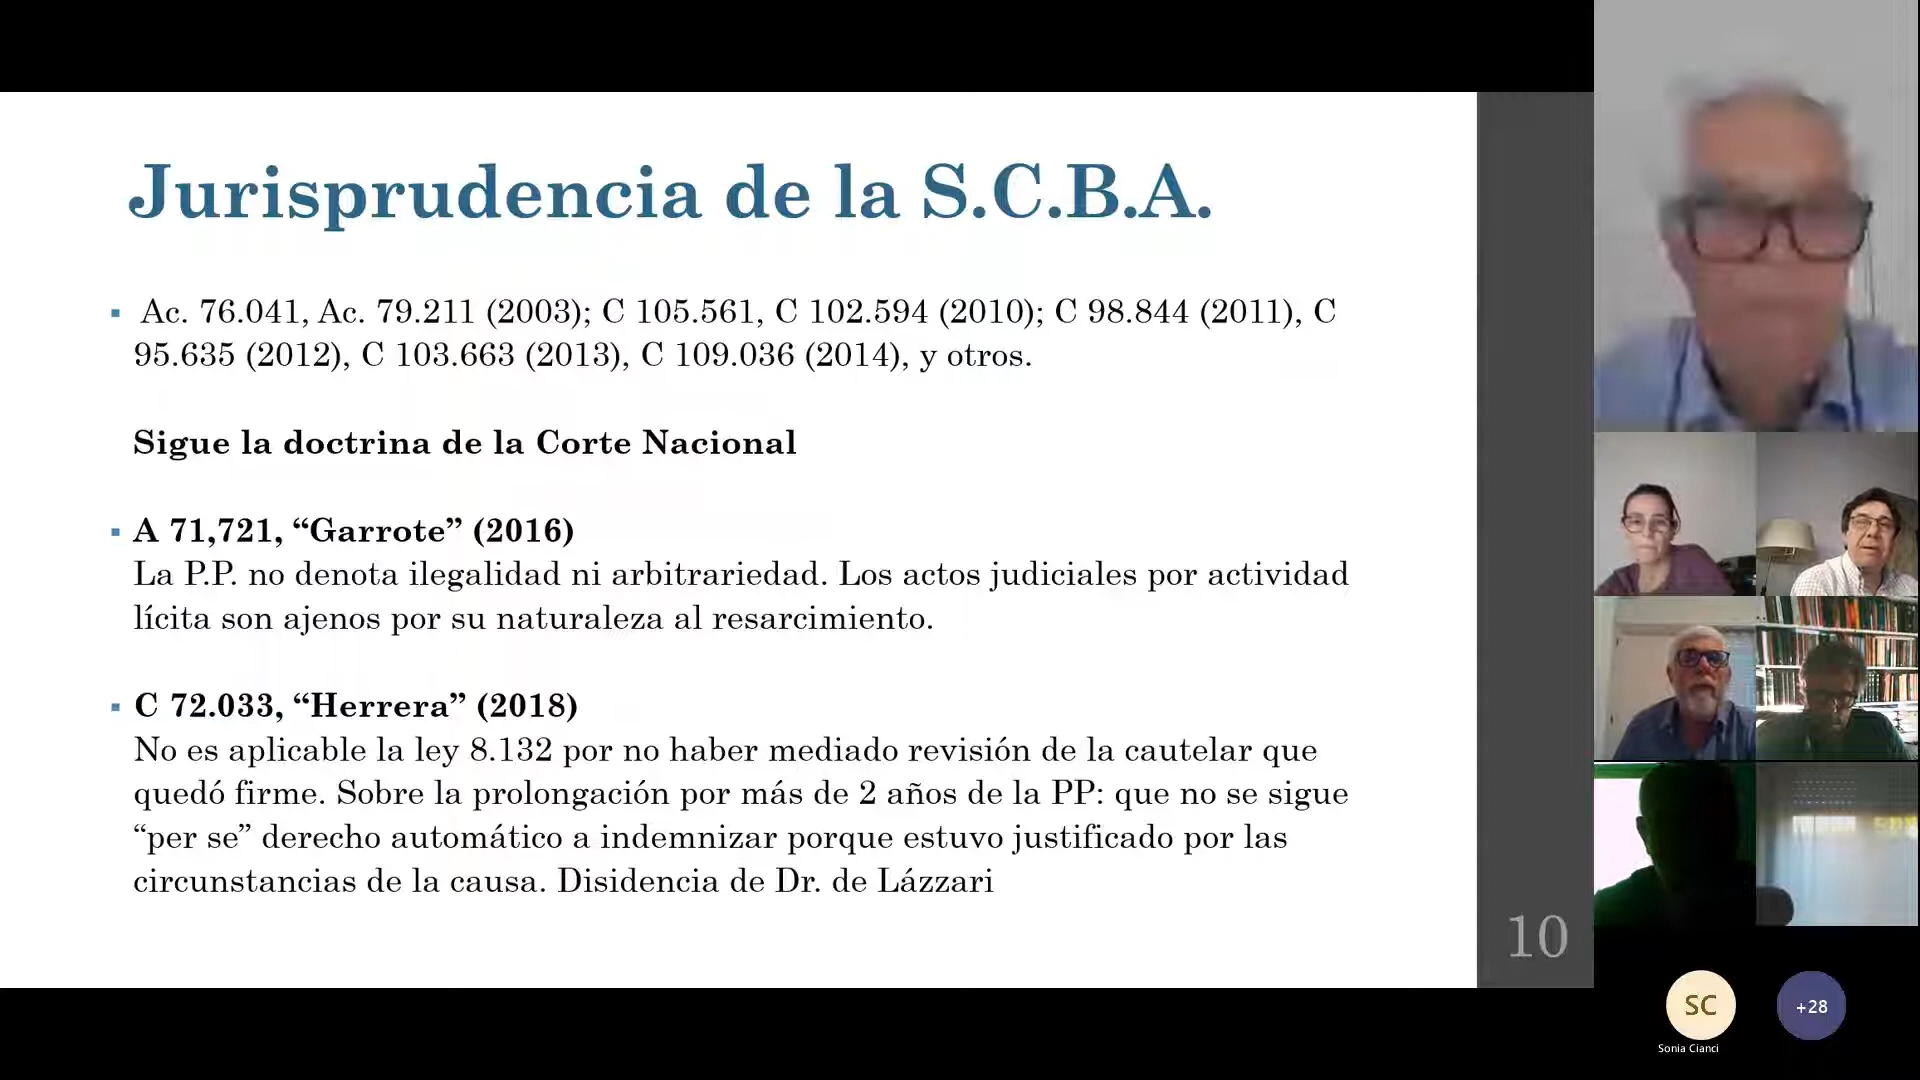 Jurisprudencia de la S.C.B.A.
Ac. 76.041, Ac. 79.211 (2003); C 105.561, C 102.594 (2010); C 98.844 (2011), C
95.635 (2012), C 103.663 (2013), C 109.036 (2014), y otros.
Sigue la doctrina de la Corte Nacional
A 71,721, “Garrote” (2016)
La P.P. no denota ilegalidad ni arbitrariedad. Los actos judiciales por actividad
lícita son ajenos por su naturaleza al resarcimiento.
C 72.033, “Herrera” (2018)
No es aplicable la ley 8.132 por no haber mediado revisión de la cautelar que
quedó firme. Sobre la prolongación por más de 2 años de la PP: que no se sigue
“per se” derecho automático a indemnizar porque estuvo justificado por las
circunstancias de la causa. Disidencia de Dr. de Lázzari
10
SC
+28
Sonia Cianci